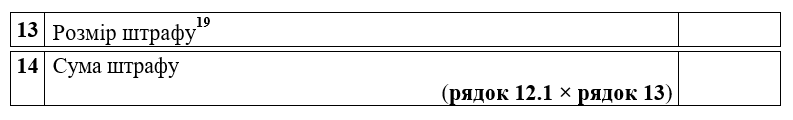 13 Розмір штрафу19
14 Сума штрафу
(рядок 12.1 × рядок 13)